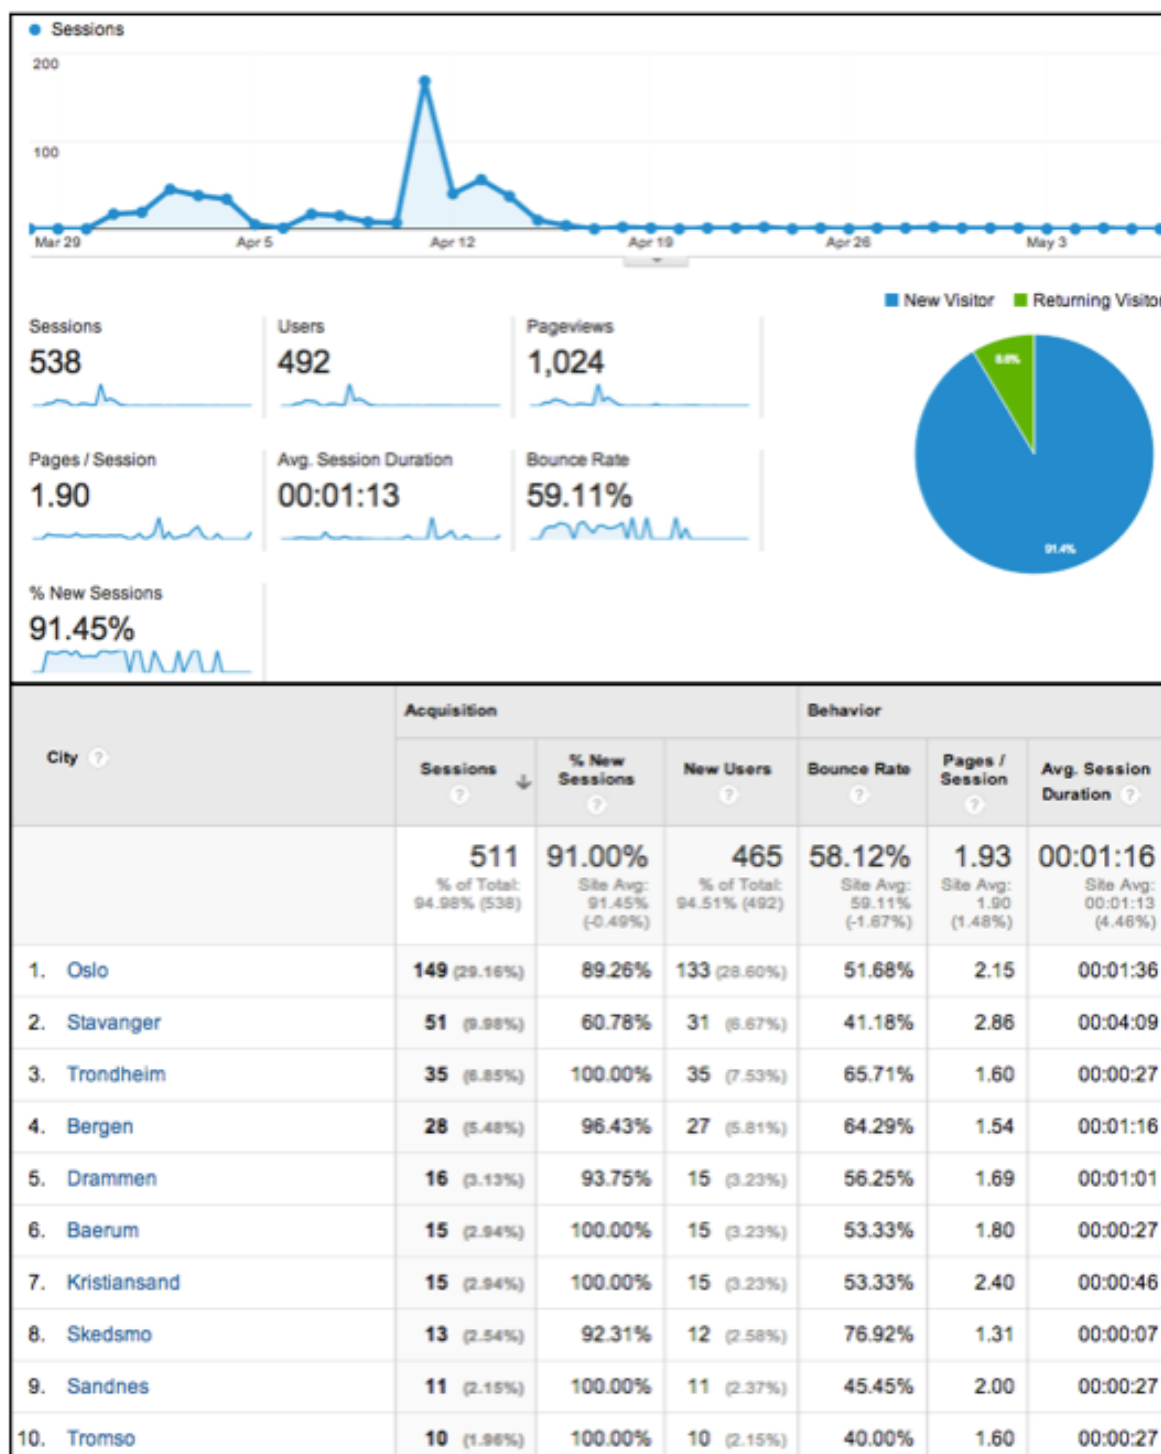 Sessions
200
100
Mar 29 Apr 5 Apr 12 Apr 19 Apr 26 May 3
New Visitor Returning Visitor
Sessions Users Pageviews
538 492 1,024
8.6%
Pages / Session Avg. Session Duration Bounce Rate
1.90 00:01:13 59.11%
91.4%
% New Sessions
91.45%
Acquisition Behavior
City ? Sessions ? % New Sessions ? New Users ? Bounce Rate ? Pages / Session ? Avg. Session Duration ?
511 91.00% 465 58.12% 1.93 00:01:16
% of Total: Site Avg: % of Total: Site Avg: Site Avg: Site Avg:
94.98% (538) 91.45% 94.51% (492) 59.11% 1.90 00:01:13
(-0.49%) (-1.67%) (1.48%) (4.46%)
1. Oslo 149 (29.16%) 89.26% 133 (28.60%) 51.68% 2.15 00:01:36
2. Stavanger 51 (9.98%) 60.78% 31 (6.67%) 41.18% 2.86 00:04:09
3. Trondheim 35 (6.85%) 100.00% 35 (7.53%) 65.71% 1.60 00:00:27
4. Bergen 28 (5.48%) 96.43% 27 (5.81%) 64.29% 1.54 00:01:16
5. Drammen 16 (3.13%) 93.75% 15 (3.23%) 56.25% 1.69 00:01:01
6. Baerum 15 (2.94%) 100.00% 15 (3.23%) 53.33% 1.80 00:00:27
7. Kristiansand 15 (2.94%) 100.00% 15 (3.23%) 53.33% 2.40 00:00:46
8. Skedsmo 13 (2.54%) 92.31% 12 (2.58%) 76.92% 1.31 00:00:07
9. Sandnes 11 (2.15%) 100.00% 11 (2.37%) 45.45% 2.00 00:00:27
10. Tromso 10 (1.96%) 100.00% 10 (2.15%) 40.00% 1.60 00:00:27